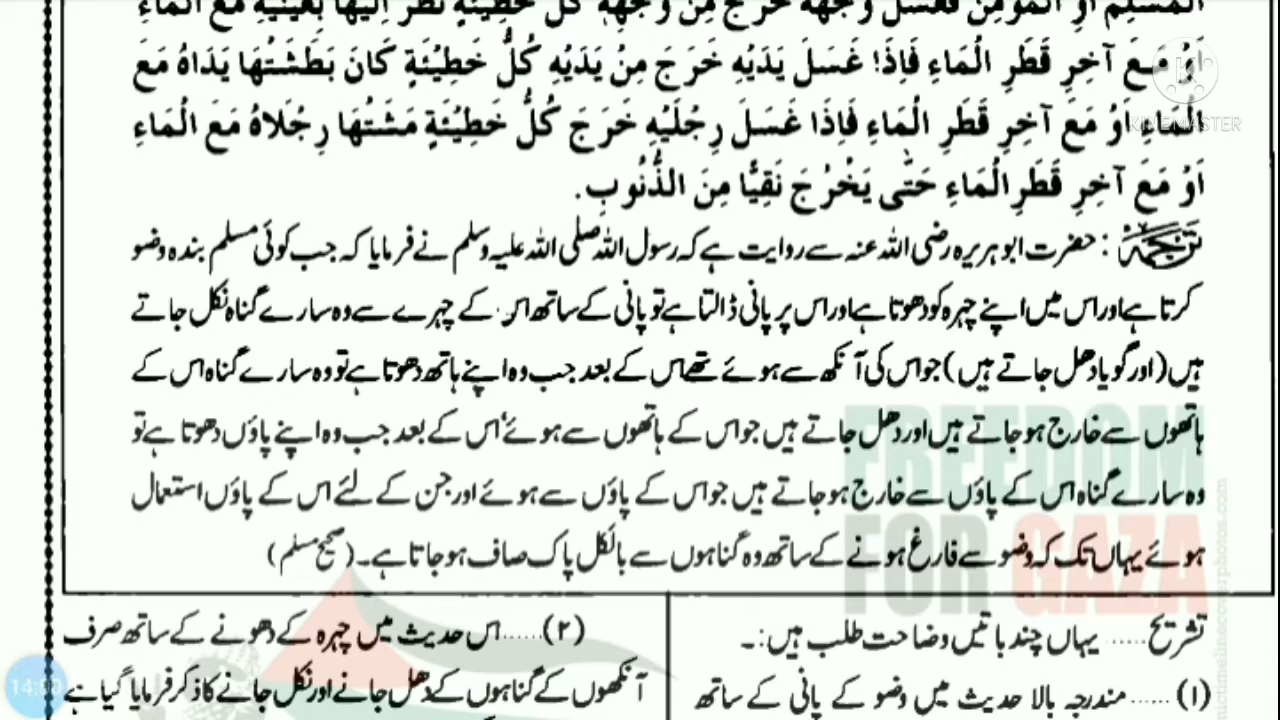 الْمُسْلِمُ أَوِ الْمُؤْمِنُ فَغَسَلَ وَجْهَهُ خَرَجَ مِنْ وَجْهِهِ كُلُّ خَطِيْئَةٍ نَظَرَ إِلَيْهَا بِعَيْنَيْهِ مَعَ الْمَاءِ
اَوْ مَعَ آخِرِ قَطْرِ الْمَاءِ فَاِذَا غَسَلَ يَدَيْهِ خَرَجَ مِنْ يَدَيْهِ كُلُّ خَطِيْئَةٍ كَانَ بَطَشَتْهَا يَدَاهُ مَعَ
الْمَاءِ اَوْ مَعَ آخِرِ قَطْرِ الْمَاءِ فَاِذَا غَسَلَ رِجْلَيْهِ خَرَجَ كُلُّ خَطِيْئَةٍ مَشَتْهَا رِجْلَاهُ مَعَ الْمَاءِ
اَوْ مَعَ آخِرِ قَطْرِ الْمَاءِ حَتّٰى يَخْرُجَ نَقِيًّا مِنَ الذُّنُوبِ.
ترجمہ: حضرت ابو ہریرہ رضی اللہ عنہ سے روایت ہے کہ رسول اللہ صلی اللہ علیہ وسلم نے فرمایا کہ جب کوئی مسلم بندہ وضو
کرتا ہے اور اس میں اپنے چہرہ کو دھوتا ہے اور اس پر پانی ڈالتا ہے تو پانی کے ساتھ اس کے چہرے سے وہ سارے گناہ نکل جاتے
ہیں (اور گویا دھل جاتے ہیں) جو اس کی آنکھ سے ہوئے تھے اس کے بعد جب وہ اپنے ہاتھ دھوتا ہے تو وہ سارے گناہ اس کے
ہاتھوں سے خارج ہو جاتے ہیں اور دھل جاتے ہیں جو اس کے ہاتھوں سے ہوئے' اس کے بعد جب وہ اپنے پاؤں دھوتا ہے تو
وہ سارے گناہ اس کے پاؤں سے خارج ہو جاتے ہیں جو اس کے پاؤں سے ہوئے اور جن کے لئے اس کے پاؤں استعمال
ہوئے یہاں تک کہ وضو سے فارغ ہونے کے ساتھ وہ گناہوں سے بالکل پاک صاف ہو جاتا ہے۔ (صحیح مسلم)
تشریح..... یہاں چند باتیں وضاحت طلب ہیں:۔
(۱)..... مندرجہ بالا حدیث میں وضو کے پانی کے ساتھ
(۲)..... اس حدیث میں چہرہ کے دھونے کے ساتھ صرف
آنکھوں کے گناہوں کے دھل جانے اور نکل جانے کا ذکر فرمایا گیا ہے
FREEDOM
FOR GAZA
KINEMASTER
14:00